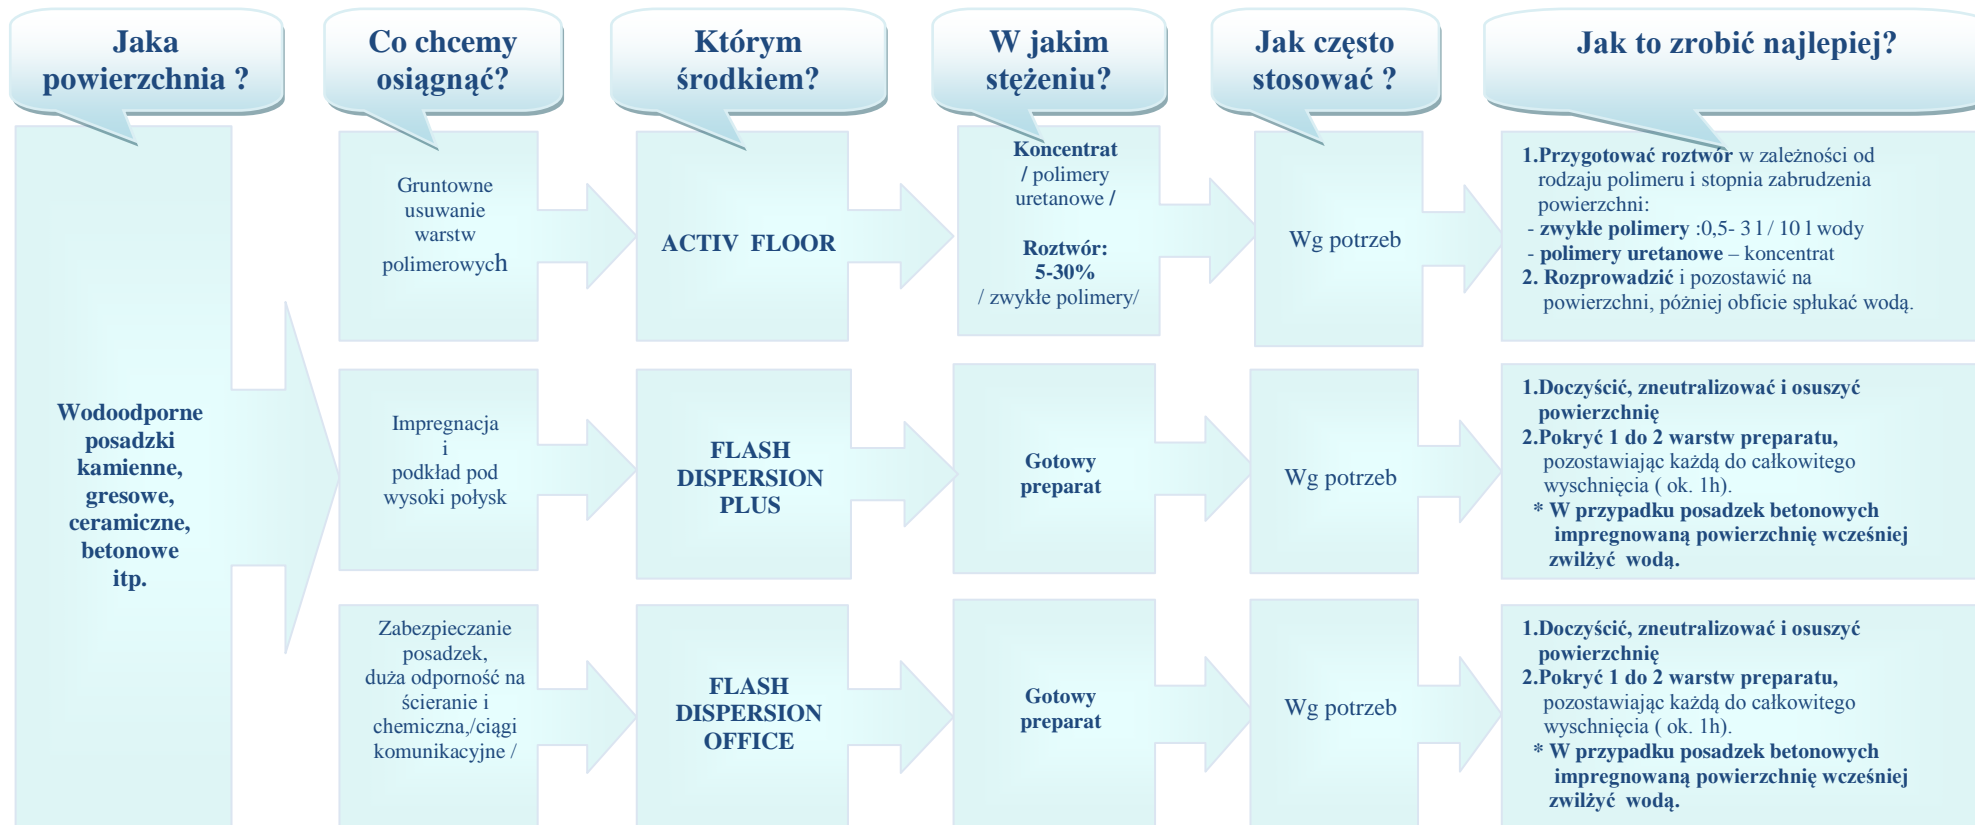 Jaka
powierzchnia ?
Co chcemy
osiągnąć?
Którym
środkiem?
W jakim
stężeniu?
Jak często
stosować ?
Jak to zrobić najlepiej?
Wodoodporne
posadzki
kamienne,
gresowe,
ceramiczne,
betonowe
itp.
Gruntowne
usuwanie
warstw
polimerowych
ACTIV FLOOR
Koncentrat
/ polimery
uretanowe /
Roztwór:
5-30%
/ zwykłe polimery/
Wg potrzeb
1.Przygotować roztwór w zależności od
rodzaju polimeru i stopnia zabrudzenia
powierzchni:
- zwykłe polimery :0,5- 3 l / 10 l wody
- polimery uretanowe – koncentrat
2. Rozprowadzić i pozostawić na
powierzchni, później obficie spłukać wodą.
Impregnacja
i
podkład pod
wysoki połysk
FLASH
DISPERSION
PLUS
Gotowy
preparat
Wg potrzeb
1.Doczyścić, zneutralizować i osuszyć
powierzchnię
2.Pokryć 1 do 2 warstw preparatu,
pozostawiając każdą do całkowitego
wyschnięcia ( ok. 1h).
* W przypadku posadzek betonowych
impregnowaną powierzchnię wcześniej
zwilżyć wodą.
Zabezpieczanie
posadzek,
duża odporność na
ścieranie i
chemiczna,/ciągi
komunikacyjne /
FLASH
DISPERSION
OFFICE
Gotowy
preparat
Wg potrzeb
1.Doczyścić, zneutralizować i osuszyć
powierzchnię
2.Pokryć 1 do 2 warstw preparatu,
pozostawiając każdą do całkowitego
wyschnięcia ( ok. 1h).
* W przypadku posadzek betonowych
impregnowaną powierzchnię wcześniej
zwilżyć wodą.